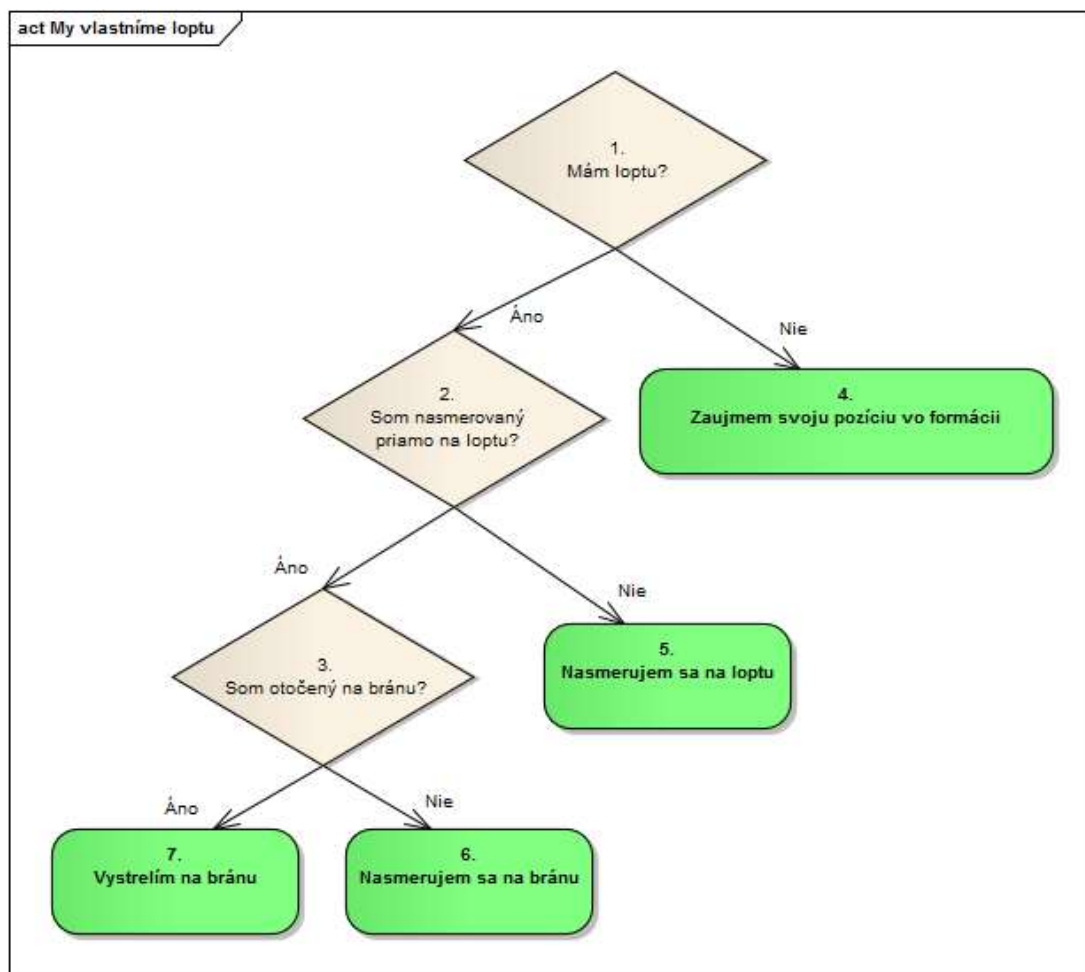 act My vlastníme loptu
1.
Mám loptu?
Áno
Nie
2.
Som nasmerovaný
priamo na loptu?
4.
Zaujmem svoju pozíciu vo formácii
Áno
Nie
3.
Som otočený na bránu?
5.
Nasmerujem sa na loptu
Áno
Nie
7.
Vystrelím na bránu
6.
Nasmerujem sa na bránu